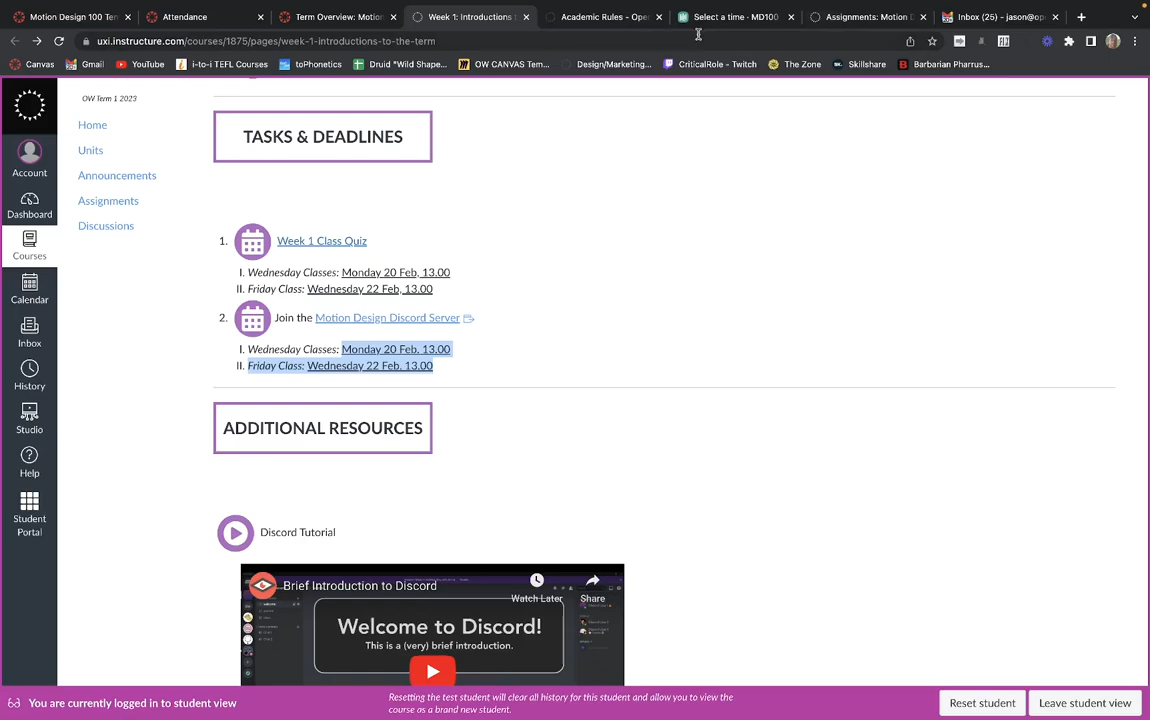 Motion Design 100 Tem
Attendance
Term Overview: Motion
Week 1: Introductions
Academic Rules - Ope
Select a time - MD100
Assignments: Motion D
Inbox (25) - jason@op
uxi.instructure.com/courses/1875/pages/week-1-introductions-to-the-term
Canvas
Gmail
YouTube
i-to-i TEFL Courses
toPhonetics
Druid "Wild Shape...
OW CANVAS Tem...
Design/Marketing...
CriticalRole - Twitch
The Zone
Skillshare
Barbarian Pharrus...
Account
Dashboard
Courses
Calendar
Inbox
History
Studio
Help
Student
Portal
OW Term 1 2023
Home
Units
Announcements
Assignments
Discussions
TASKS & DEADLINES
1. Week 1 Class Quiz
I. Wednesday Classes: Monday 20 Feb, 13.00
II. Friday Class: Wednesday 22 Feb, 13.00
2. Join the Motion Design Discord Server
I. Wednesday Classes: Monday 20 Feb. 13.00
II. Friday Class: Wednesday 22 Feb. 13.00
ADDITIONAL RESOURCES
Discord Tutorial
Brief Introduction to Discord
Watch Later
Share
Welcome to Discord!
This is a (very) brief introduction.
You are currently logged in to student view
Resetting the test student will clear all history for this student and allow you to view the
course as a brand new student.
Reset student
Leave student view